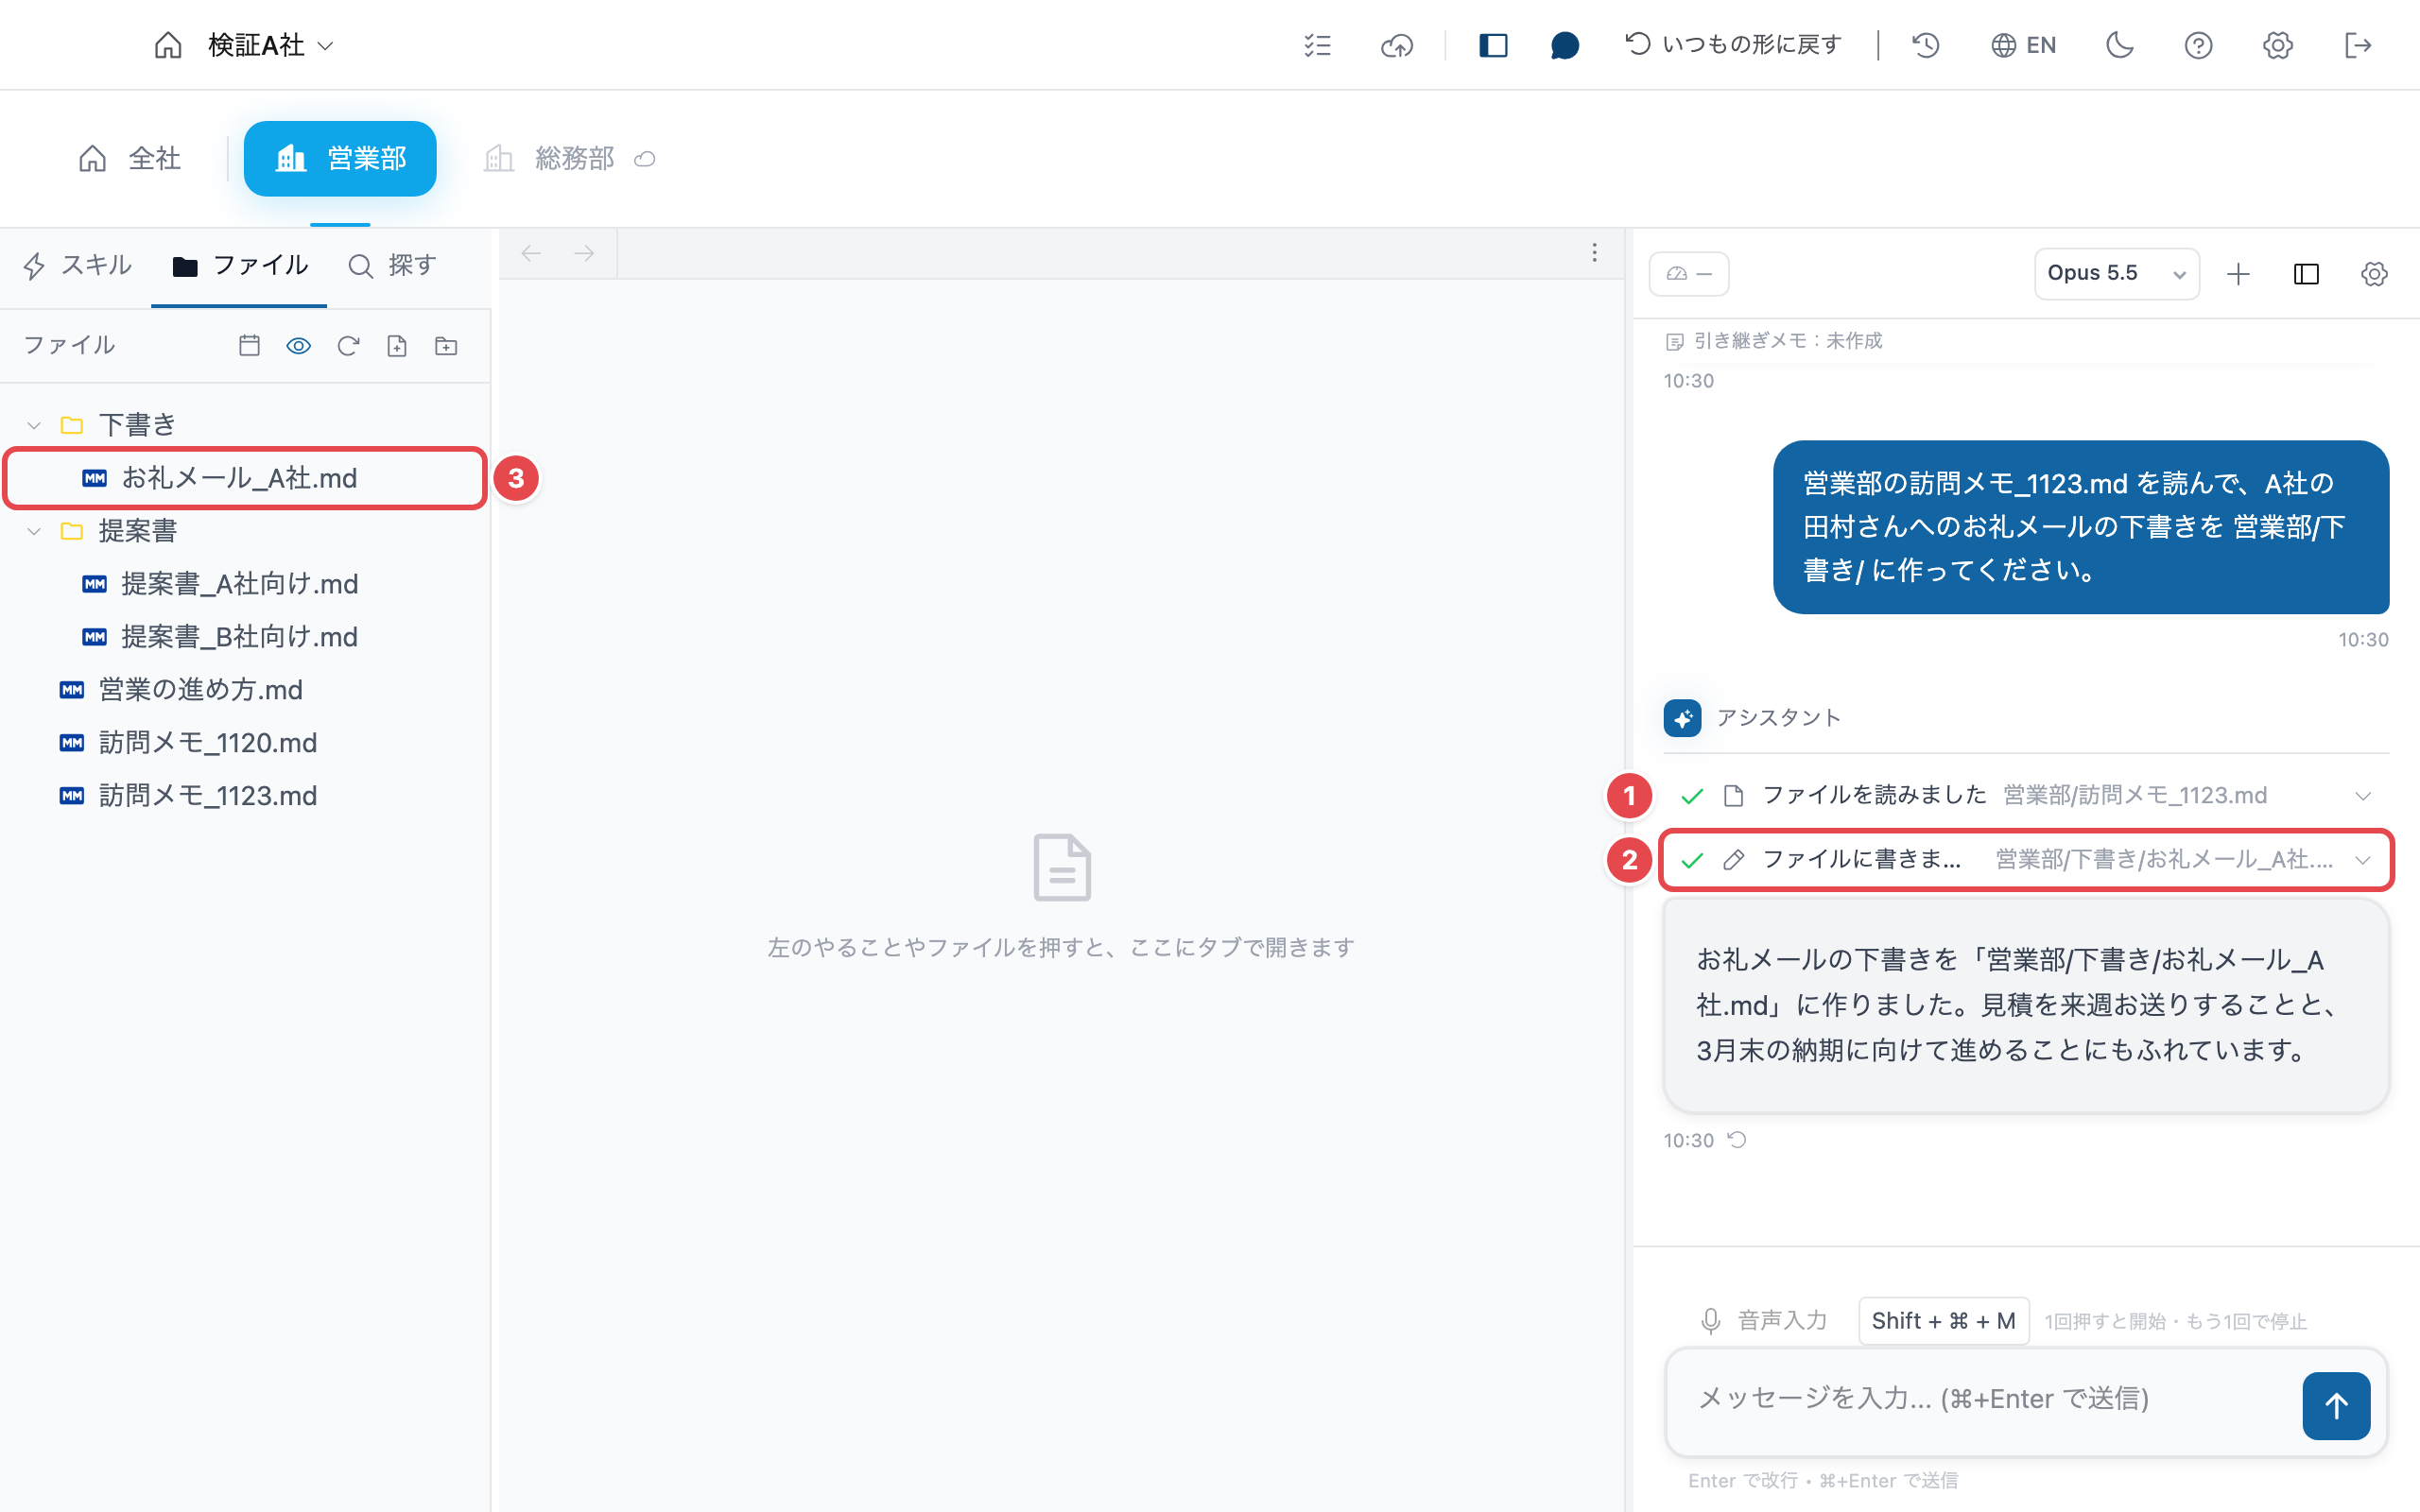 検証A社
いつもの形に戻す
EN
全社
営業部
総務部
スキル
ファイル
探す
ファイル
下書き
お礼メール_A社.md
3
提案書
提案書_A社向け.md
提案書_B社向け.md
営業の進め方.md
訪問メモ_1120.md
訪問メモ_1123.md
左のやることやファイルを押すと、ここにタブで開きます
Opus 5.5
引き継ぎメモ：未作成
10:30
営業部の訪問メモ_1123.md を読んで、A社の
田村さんへのお礼メールの下書きを 営業部/下
書き/ に作ってください。
10:30
アシスタント
1 ファイルを読みました 営業部/訪問メモ_1123.md
2 ファイルに書きま... 営業部/下書き/お礼メール_A社....
お礼メールの下書きを「営業部/下書き/お礼メール_A
社.md」に作りました。見積を来週お送りすることと、
3月末の納期に向けて進めることにもふれています。
10:30
音声入力 Shift + ⌘ + M 1回押すと開始・もう1回で停止
メッセージを入力... (⌘+Enter で送信)
Enter で改行・⌘+Enter で送信